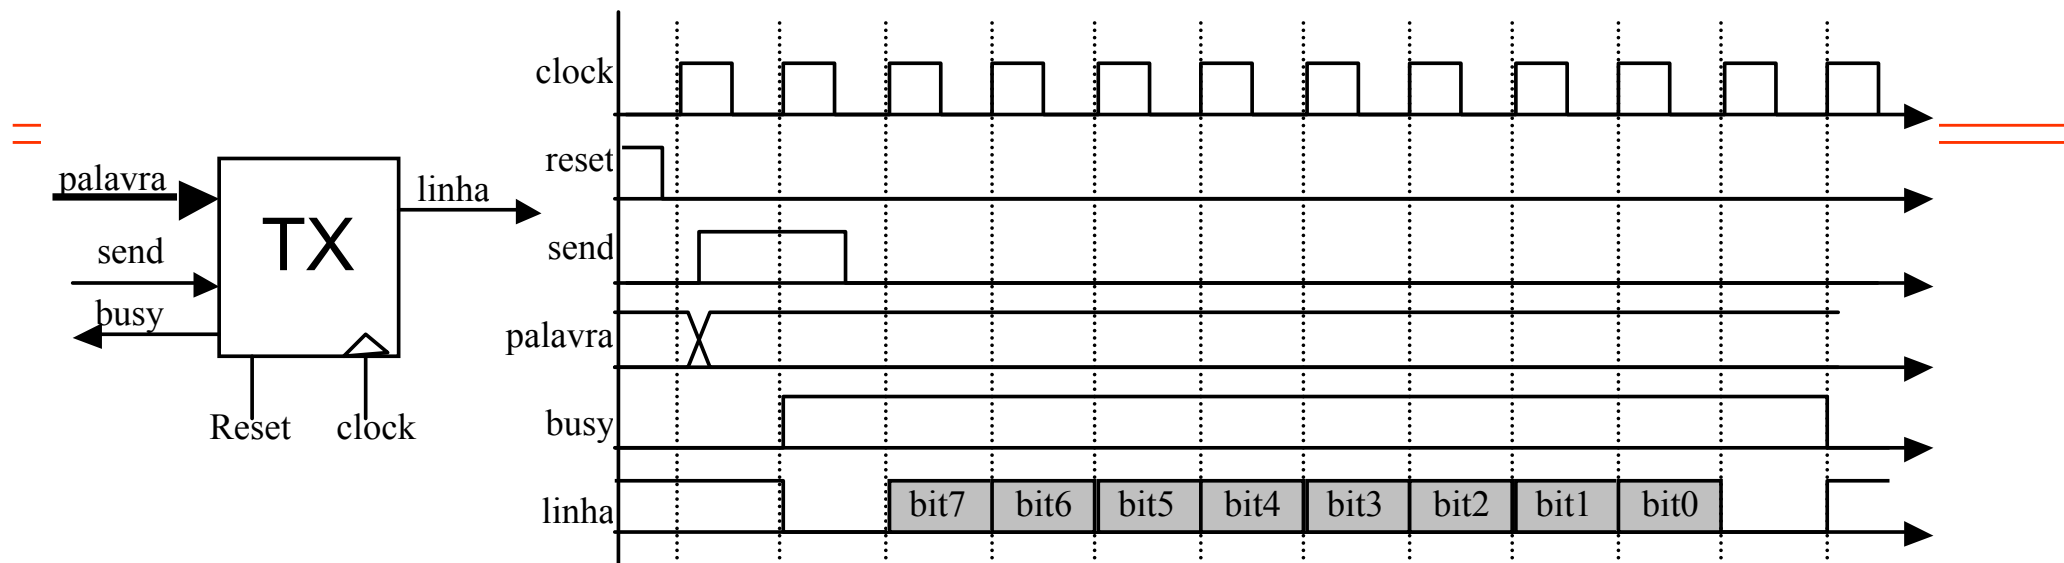 palavra
send
busy
TX
linha
Reset
clock
clock
reset
send
palavra
busy
linha
bit7 bit6 bit5 bit4 bit3 bit2 bit1 bit0